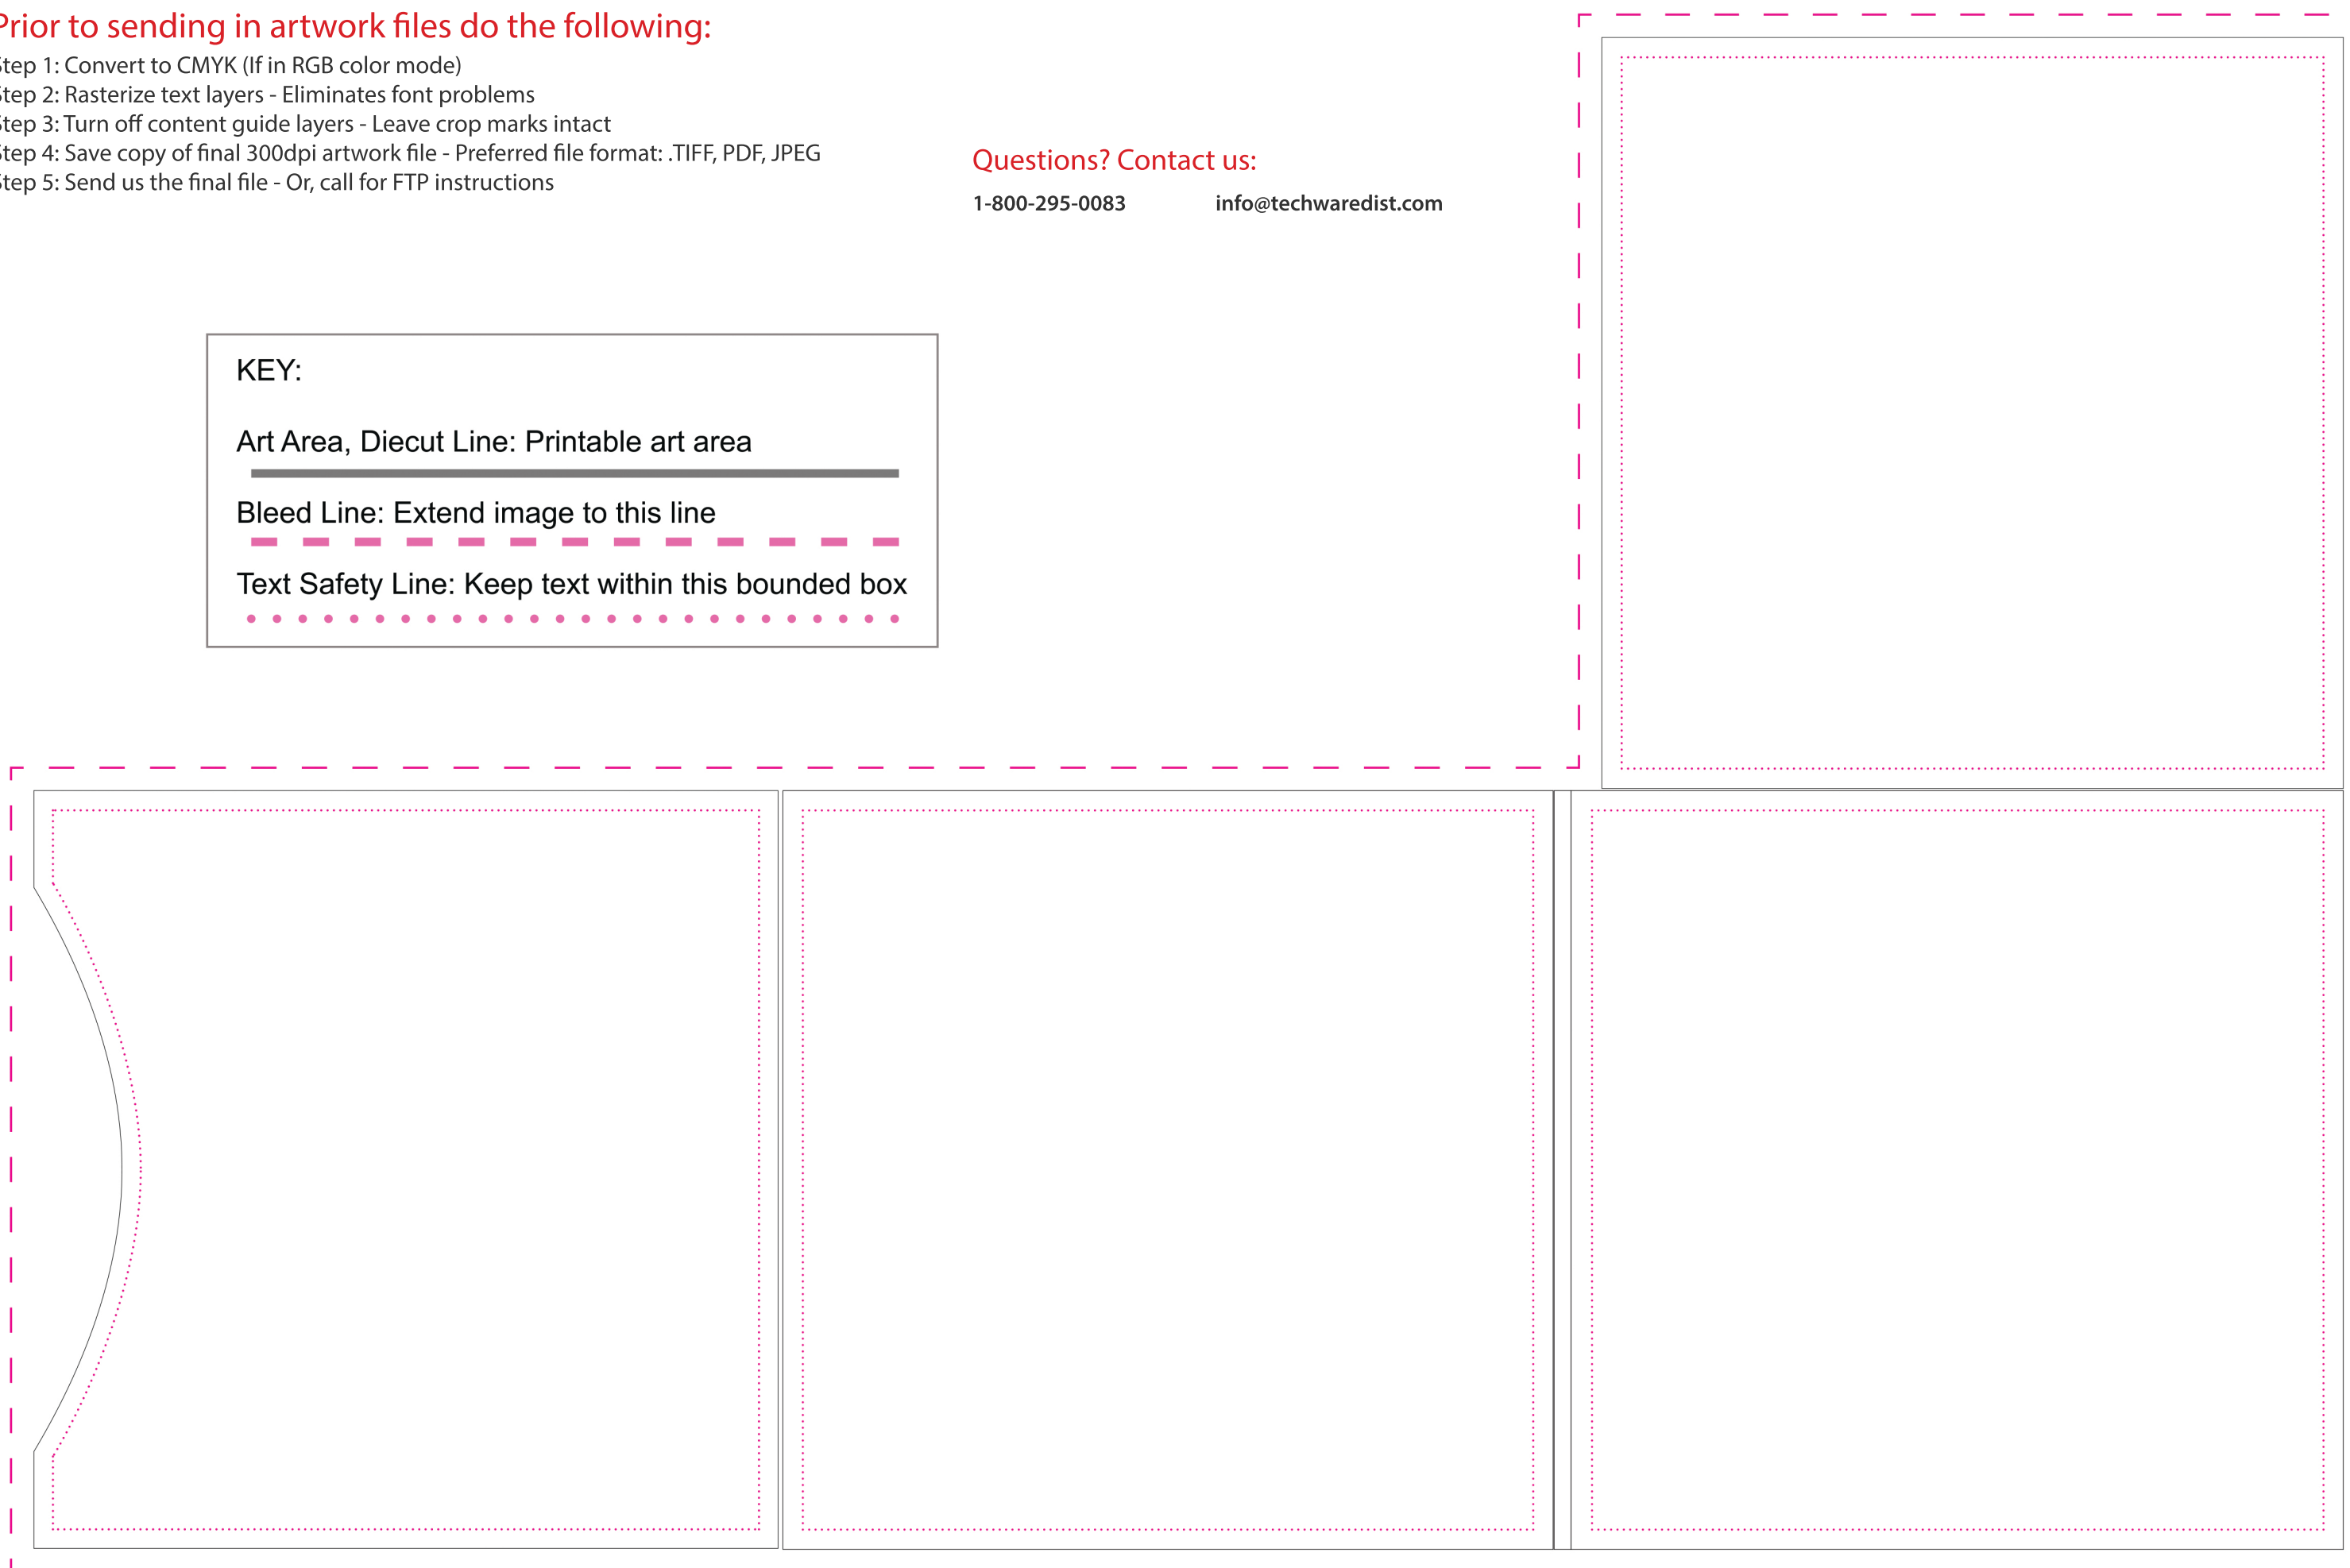 Prior to sending in artwork files do the following:
Step 1: Convert to CMYK (If in RGB color mode)
Step 2: Rasterize text layers - Eliminates font problems
Step 3: Turn off content guide layers - Leave crop marks intact
Step 4: Save copy of final 300dpi artwork file - Preferred file format: .TIFF, PDF, JPEG
Step 5: Send us the final file - Or, call for FTP instructions
Questions? Contact us:
1-800-295-0083 info@techwaredist.com
KEY:
Art Area, Diecut Line: Printable art area
Bleed Line: Extend image to this line
Text Safety Line: Keep text within this bounded box